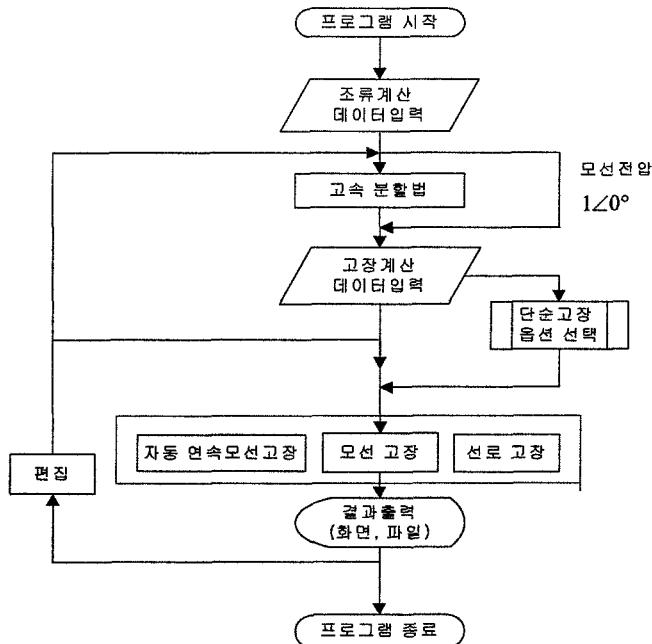 프로그램 시작
조류계산
데이터입력
모선전압
1∠0°
고속 분할법
고장계산
데이터입력
단순고장
옵션 선택
자동 연속모선고장
모선 고장
선로 고장
편집
결과출력
(화면, 파일)
프로그램 종료